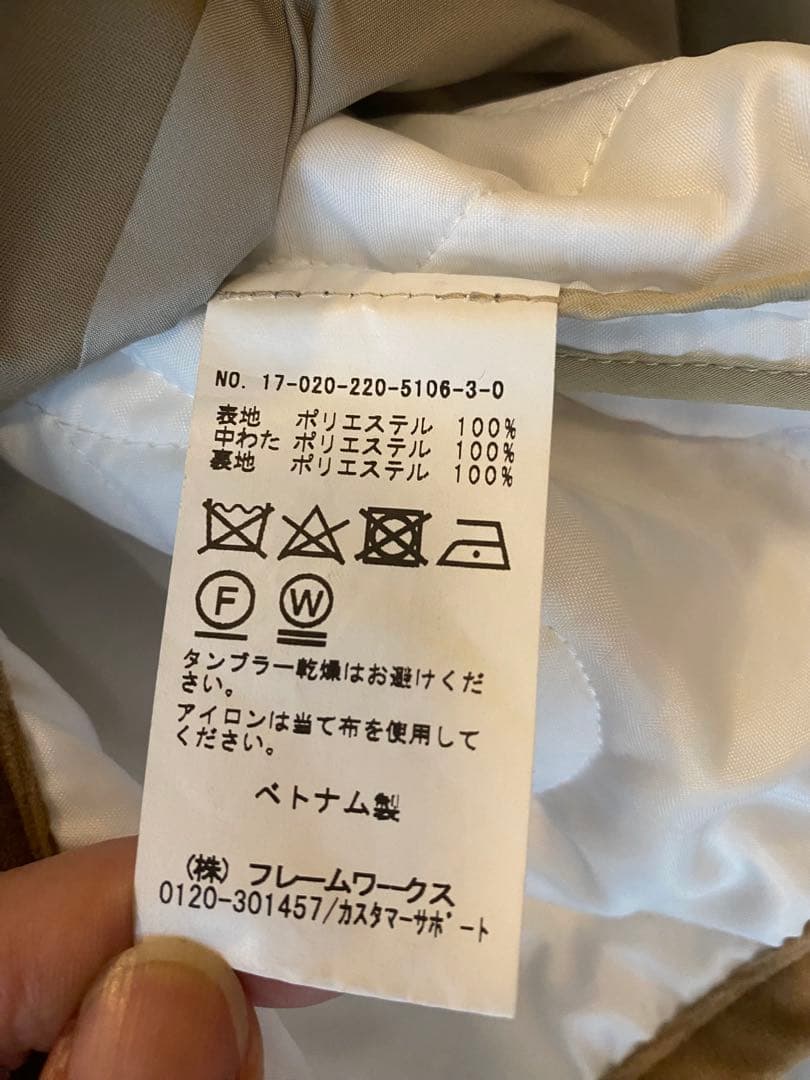 NO. 17-020-220-5106-3-0
表地 ポリエステル 100%
中わた ポリエステル 100%
裏地 ポリエステル 100%
F W
タンブラー乾燥はお避けくだ
さい。
アイロンは当て布を使用して
ください。
ベトナム製
(株) フレームワークス
0120-301457/カスタマーサポート